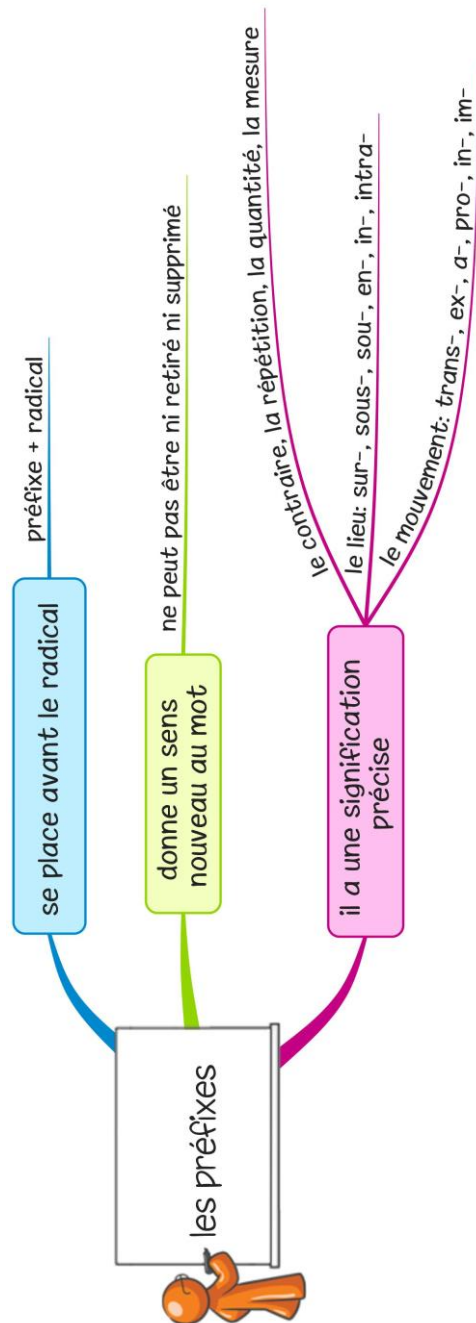 les préfixes
se place avant le radical
préfixe + radical
donne un sens
nouveau au mot
ne peut pas être ni retiré ni supprimé
il a une signification
précise
le contraire, la répétition, la quantité, la mesure
le lieu: sur-, sous-, sou-, en-, in-, intra-
le mouvement: trans-, ex-, a-, pro-, in-, im-